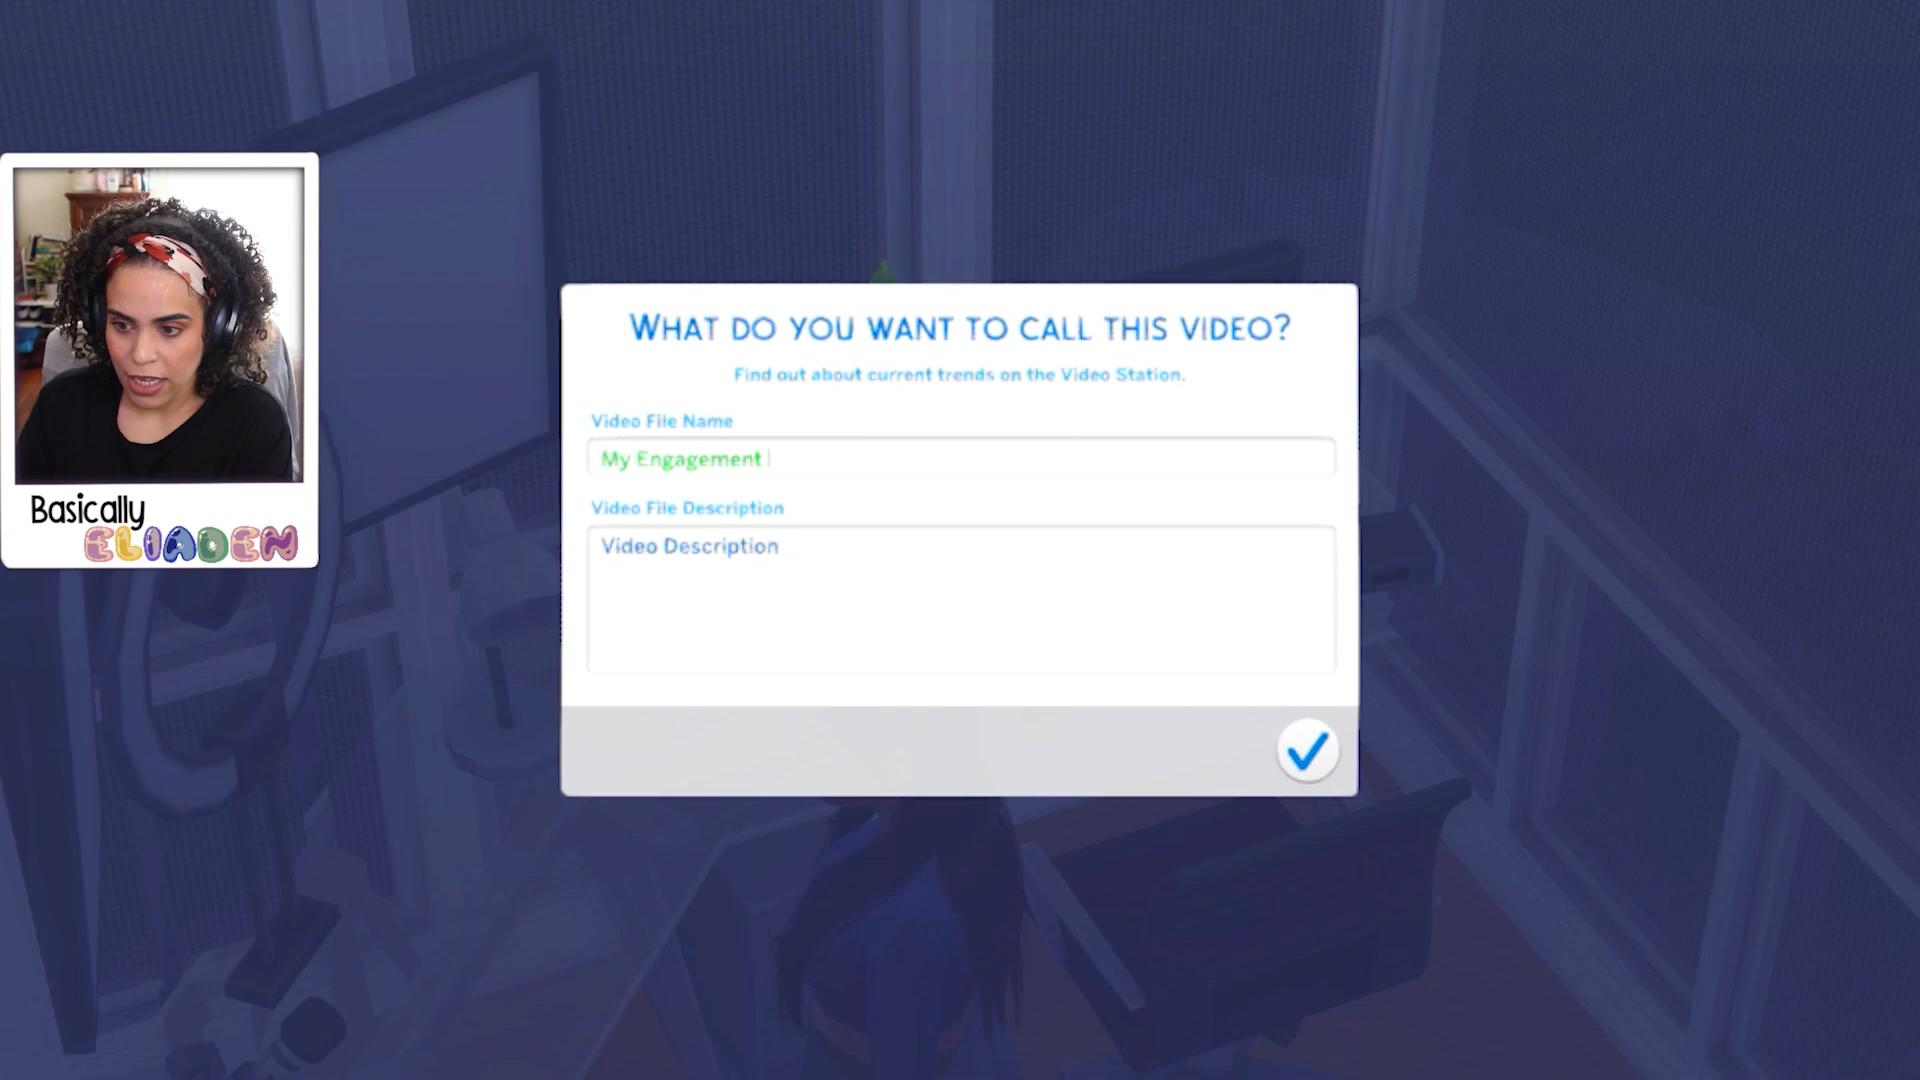 Basically
ELIADEN
WHAT DO YOU WANT TO CALL THIS VIDEO?
Find out about current trends on the Video Station.
Video File Name
My Engagement
Video File Description
Video Description